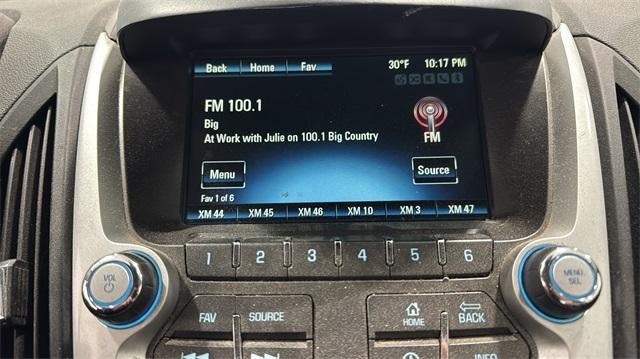 Back Home Fav 30°F 10:17 PM
FM 100.1
Big
At Work with Julie on 100.1 Big Country
FM
Menu Source
Fav 1 of 6
XM 44 XM 45 XM 46 XM 10 XM 3 XM 47
1 2 3 4 5 6
VOL
MENU
SEL
FAV SOURCE HOME BACK
INFO